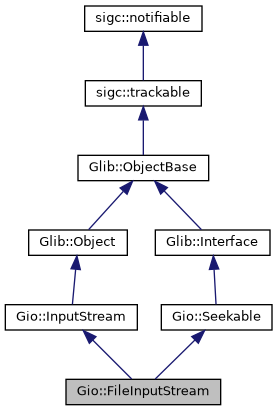 sigc::notifiable
sigc::trackable
Glib::ObjectBase
Glib::Object
Glib::Interface
Gio::InputStream
Gio::Seekable
Gio::FileInputStream